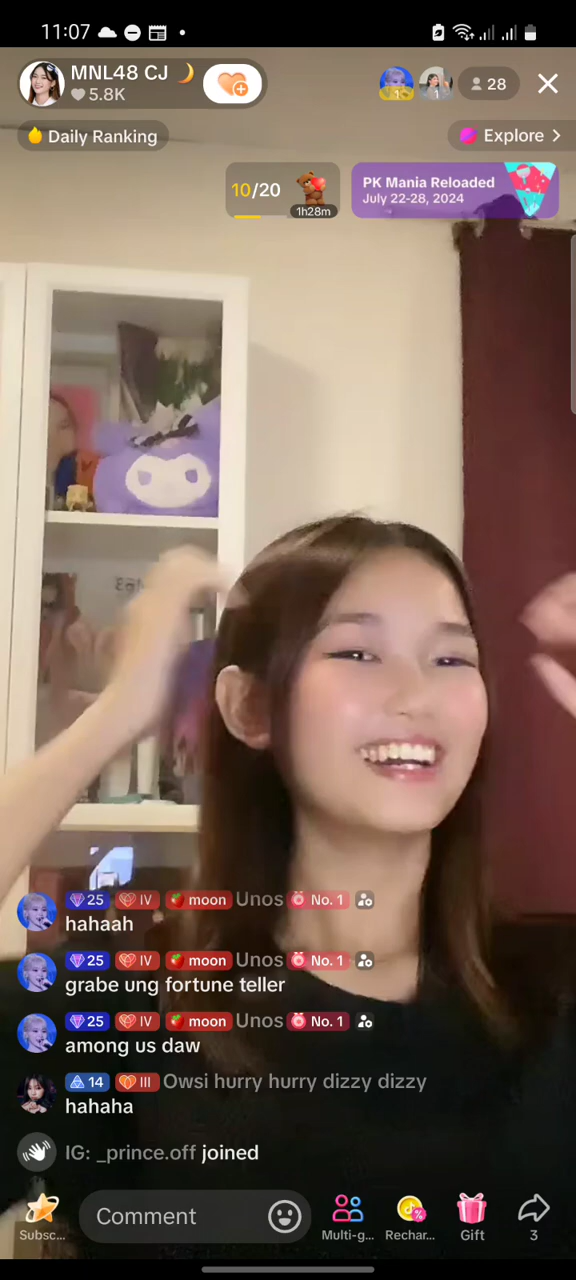 11:07
MNL48 CJ 🌙
5.8K
1
1
28
Daily Ranking
Explore >
10/20
1h28m
PK Mania Reloaded
July 22-28, 2024
25 IV moon Unos No. 1
hahaah
25 IV moon Unos No. 1
grabe ung fortune teller
25 IV moon Unos No. 1
among us daw
14 III Owsi hurry hurry dizzy dizzy
hahaha
IG: _prince.off joined
Comment
Subsc...
Multi-g...
Rechar...
Gift
3